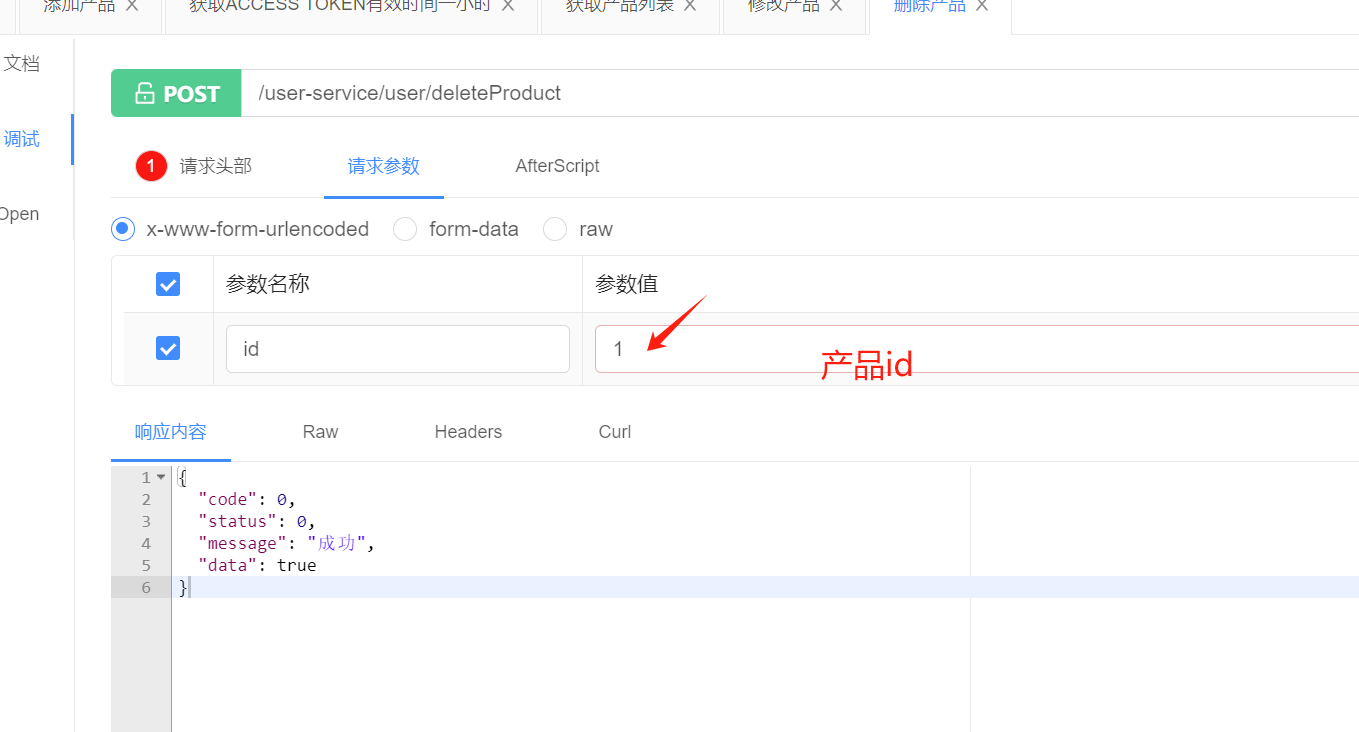 添加产品
获取ACCESS TOKEN有效时间一小时
获取产品列表
修改产品
删除产品
文档
调试
Open
POST
/user-service/user/deleteProduct
1 请求头部
请求参数
AfterScript
x-www-form-urlencoded
form-data
raw
参数名称
参数值
id
1
产品id
响应内容
Raw
Headers
Curl
1 {
2 "code": 0,
3 "status": 0,
4 "message": "成功",
5 "data": true
6 }